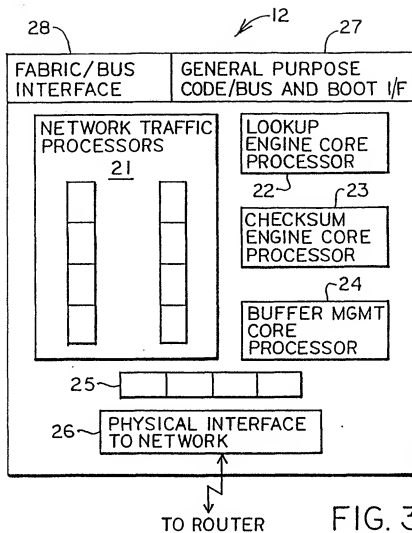 28
12
27
FABRIC/BUS
INTERFACE
GENERAL PURPOSE
CODE/BUS AND BOOT I/F
NETWORK TRAFFIC
PROCESSORS
21
LOOKUP
ENGINE CORE
PROCESSOR
22
23
CHECKSUM
ENGINE CORE
PROCESSOR
24
BUFFER MGMT
CORE
PROCESSOR
25
26
PHYSICAL INTERFACE
TO NETWORK
TO ROUTER
FIG. 3